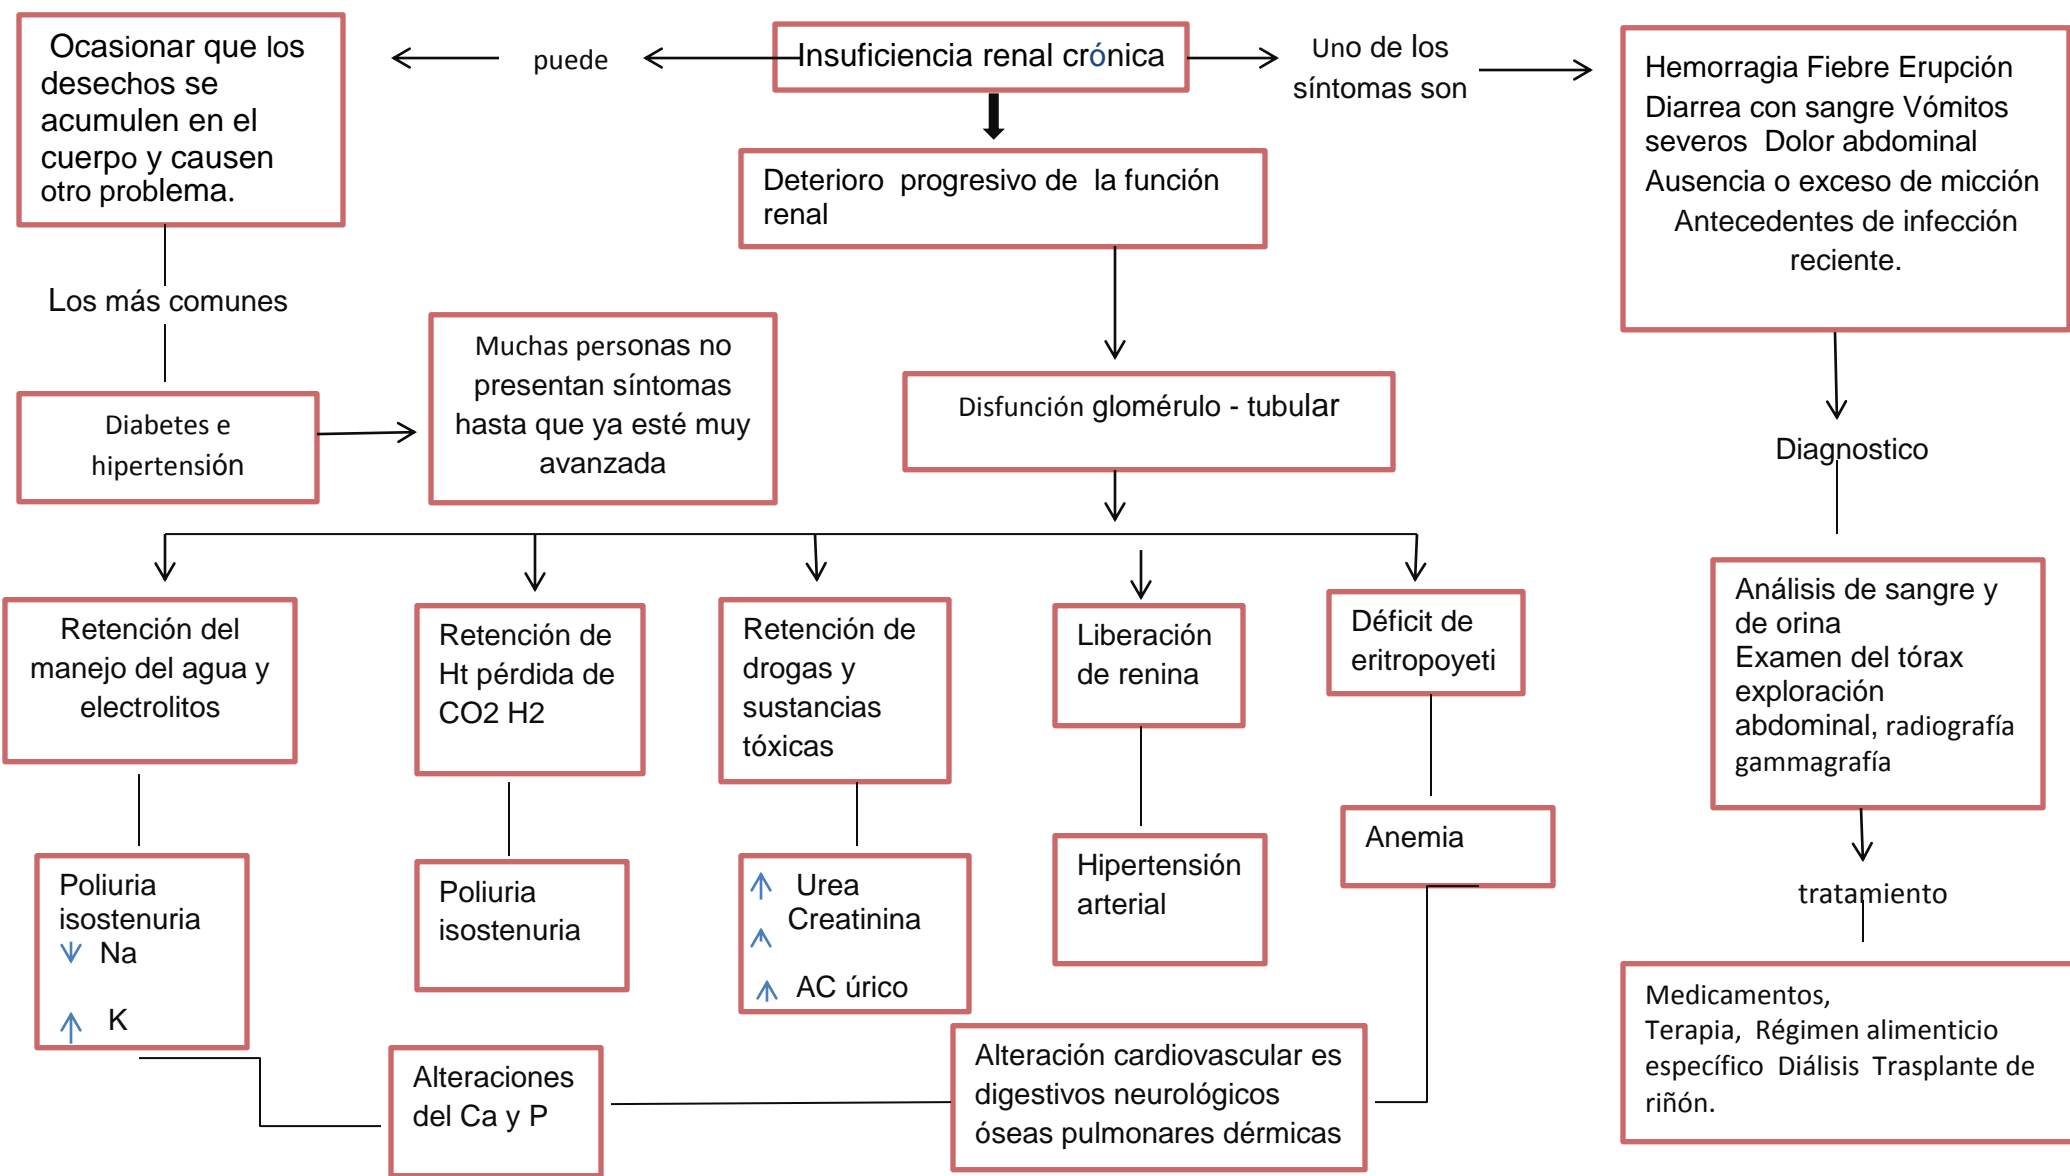 Ocasionar que los
desechos se
acumulen en el
cuerpo y causen
otro problema.
puede
Insuficiencia renal crónica
Uno de los
síntomas son
Hemorragia Fiebre Erupción
Diarrea con sangre Vómitos
severos Dolor abdominal
Ausencia o exceso de micción
Antecedentes de infección
reciente.
Deterioro progresivo de la función
renal
Los más comunes
Muchas personas no
presentan síntomas
hasta que ya esté muy
avanzada
Diabetes e
hipertensión
Disfunción glomérulo - tubular
Diagnostico
Retención del
manejo del agua y
electrolitos
Retención de
Ht pérdida de
CO2 H2
Retención de
drogas y
sustancias
tóxicas
Liberación
de renina
Déficit de
eritropoyeti
Análisis de sangre y
de orina
Examen del tórax
exploración
abdominal, radiografía
gammagrafía
Poliuria
isostenuria
Na
K
Poliuria
isostenuria
Urea
Creatinina
AC úrico
Hipertensión
arterial
Anemia
tratamiento
Alteraciones
del Ca y P
Alteración cardiovascular es
digestivos neurológicos
óseas pulmonares dérmicas
Medicamentos,
Terapia, Régimen alimenticio
específico Diálisis Trasplante de
riñón.